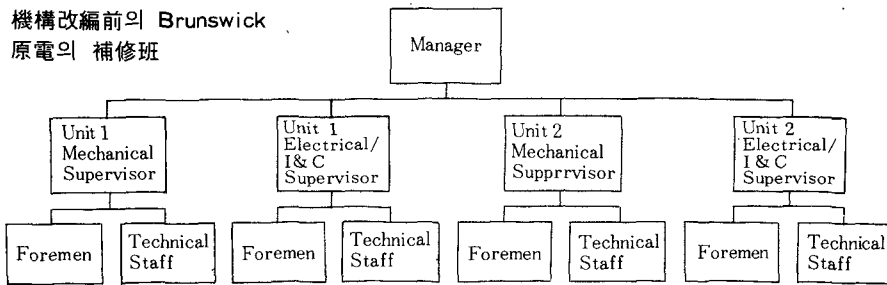 機構改編前의 Brunswick
原電의 補修班
Manager
Unit 1
Mechanical
Supervisor
Unit 1
Electrical/
I& C
Supervisor
Unit 2
Mechanical
Supprrvisor
Unit 2
Electrical/
I& C
Supervisor
Foremen
Technical
Staff
Foremen
Technical
Staff
Foremen
Technical
Staff
Foremen
Technical
Staff